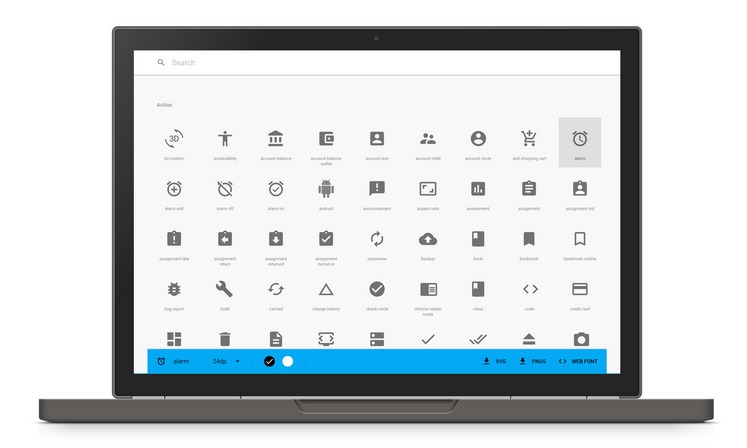 Search
Action
3D
3d rotation
accessibility
account balance
account balance
wallet
account box
account child
account circle
add shopping cart
alarm
alarm add
alarm off
alarm on
android
announcement
aspect ratio
assessment
assignment
assignment ind
assignment late
assignment
return
assignment
returned
assignment
turned in
autorenew
backup
book
bookmark
bookmark outline
bug report
build
cached
change history
check circle
chrome reader
mode
class
code
credit card
alarm
24dp
SVG
PNGS
WEB FONT